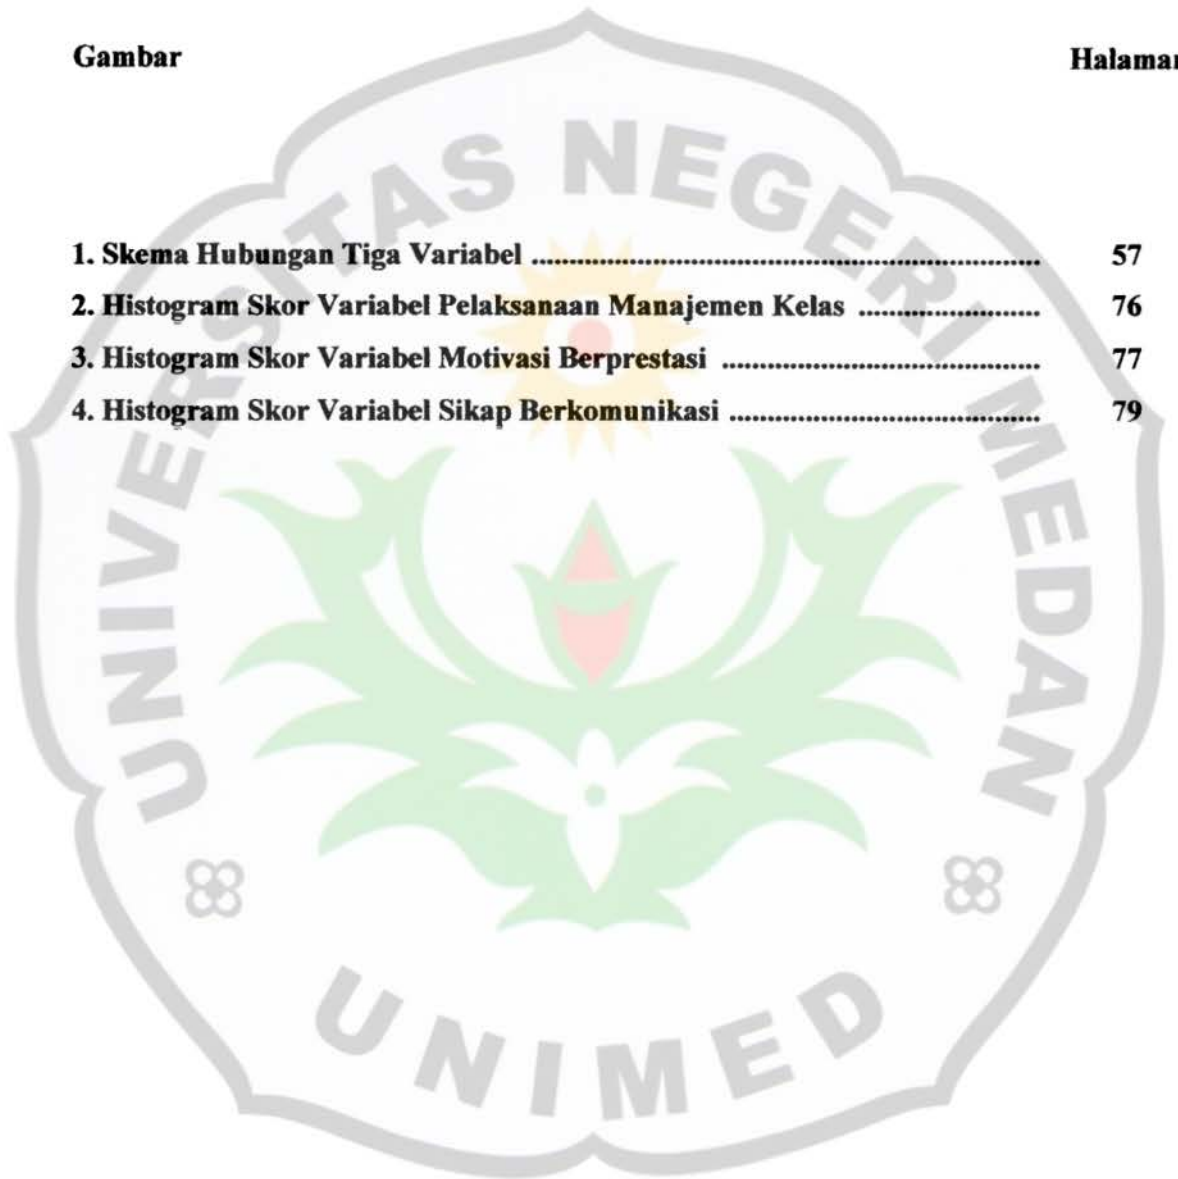 Gambar Halaman
1. Skema Hubungan Tiga Variabel ................................................................ 57
2. Histogram Skor Variabel Pelaksanaan Manajemen Kelas ....................... 76
3. Histogram Skor Variabel Motivasi Berprestasi ........................................ 77
4. Histogram Skor Variabel Sikap Berkomunikasi ....................................... 79
UNIVERSITAS NEGERI MEDAN
UNIMED